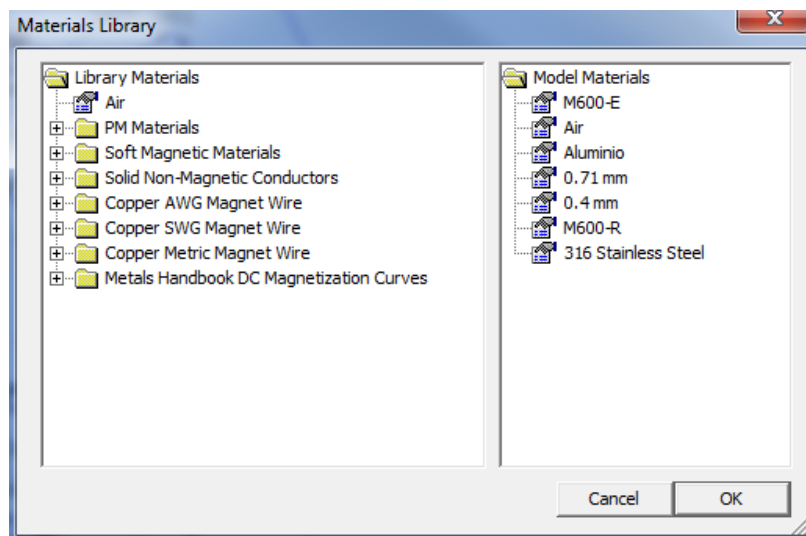 Materials Library
Library Materials
Air
PM Materials
Soft Magnetic Materials
Solid Non-Magnetic Conductors
Copper AWG Magnet Wire
Copper SWG Magnet Wire
Copper Metric Magnet Wire
Metals Handbook DC Magnetization Curves
Model Materials
M600-E
Air
Aluminio
0.71 mm
0.4 mm
M600-R
316 Stainless Steel
Cancel
OK